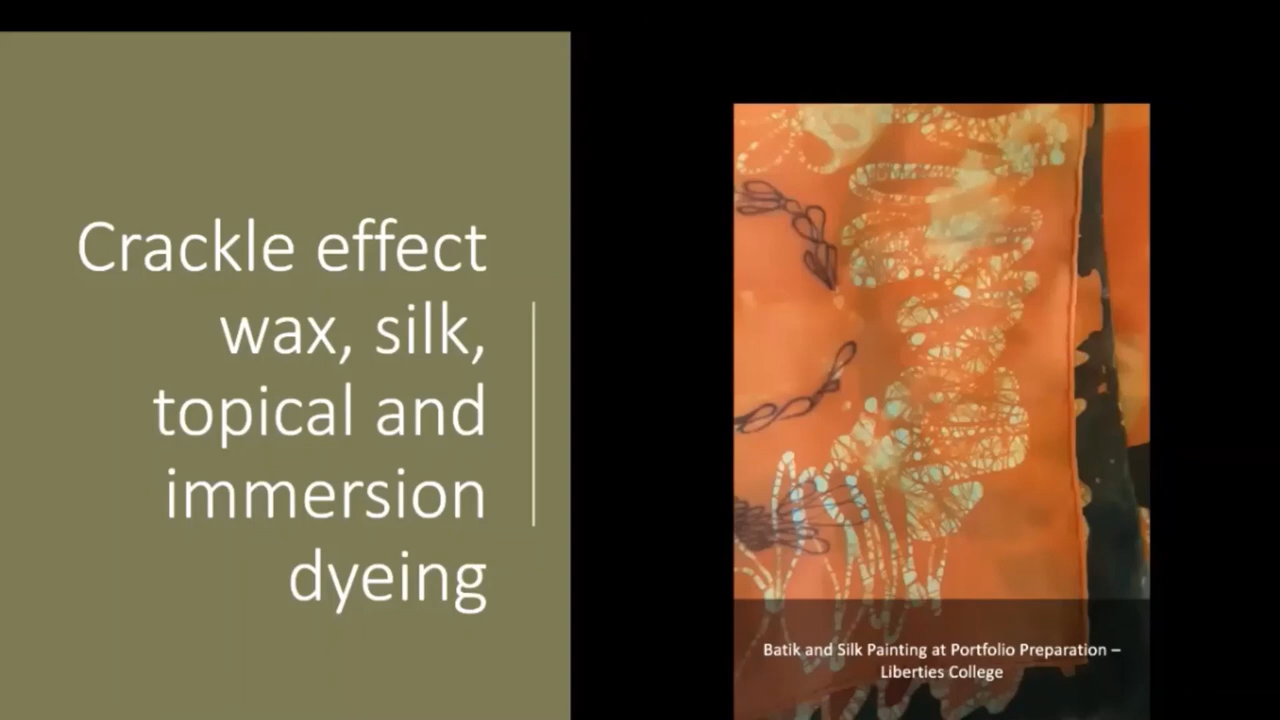 Crackle effect
wax, silk,
topical and
immersion
dyeing
Batik and Silk Painting at Portfolio Preparation –
Liberties College